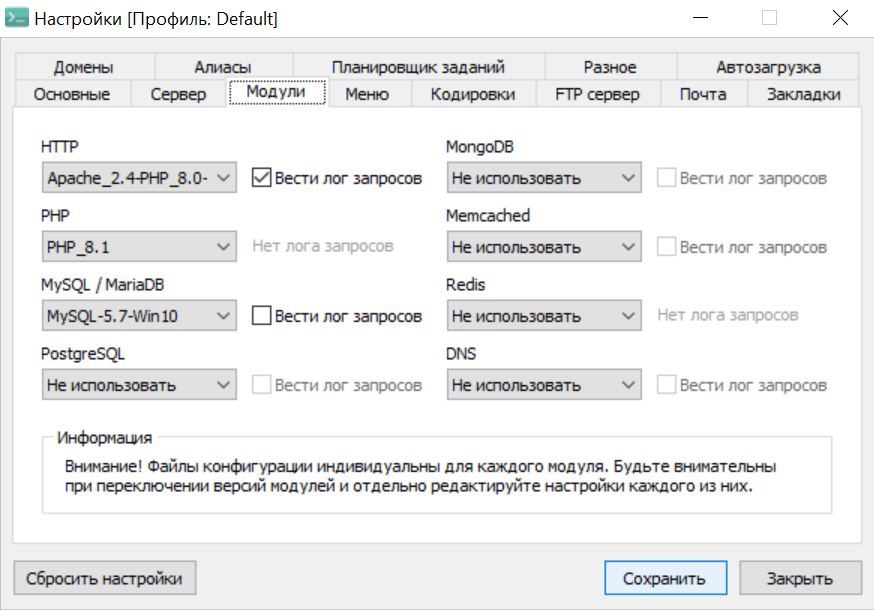 Настройки [Профиль: Default]
Домены Алиасы Планировщик заданий Разное Автозагрузка
Основные Сервер Модули Меню Кодировки FTP сервер Почта Закладки
HTTP
Apache_2.4-PHP_8.0- Вести лог запросов
PHP
PHP_8.1 Нет лога запросов
MySQL / MariaDB
MySQL-5.7-Win10 Вести лог запросов
PostgreSQL
Не использовать Вести лог запросов
MongoDB
Не использовать Вести лог запросов
Memcached
Не использовать Вести лог запросов
Redis
Не использовать Нет лога запросов
DNS
Не использовать Вести лог запросов
Информация
Внимание! Файлы конфигурации индивидуальны для каждого модуля. Будьте внимательны
при переключении версий модулей и отдельно редактируйте настройки каждого из них.
Сбросить настройки Сохранить Закрыть